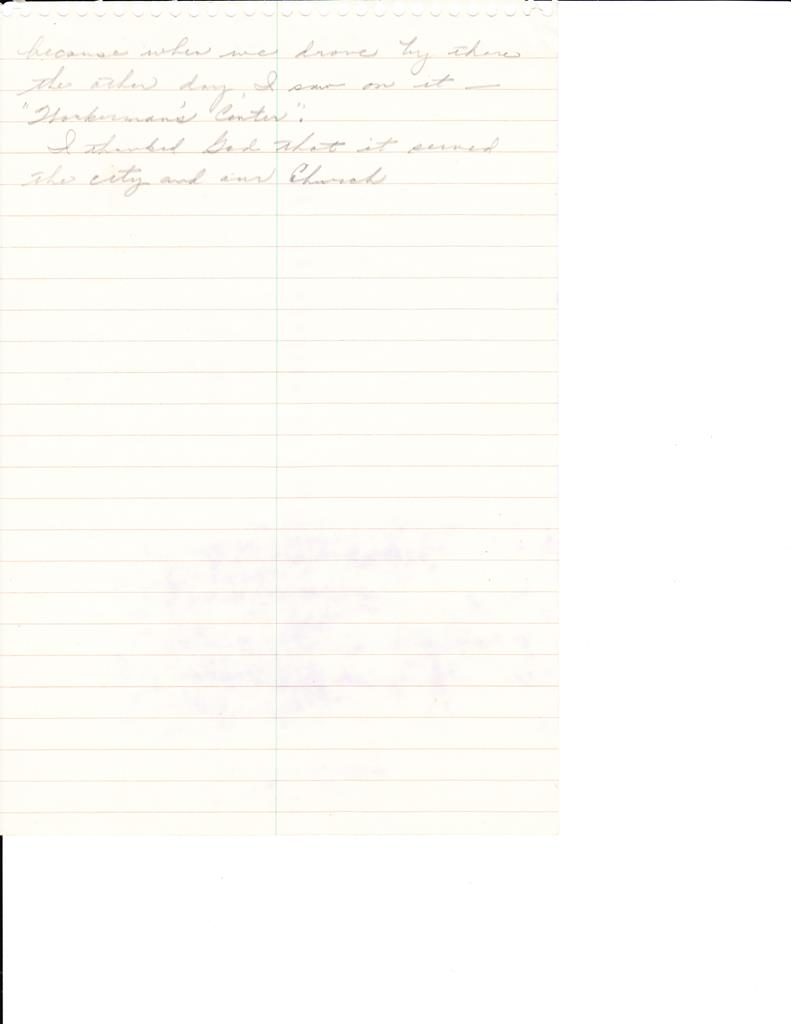 because when we drove by there
the other day, I saw on it —
"Workerman's Center".
I thanked God that it served
the city and our Church